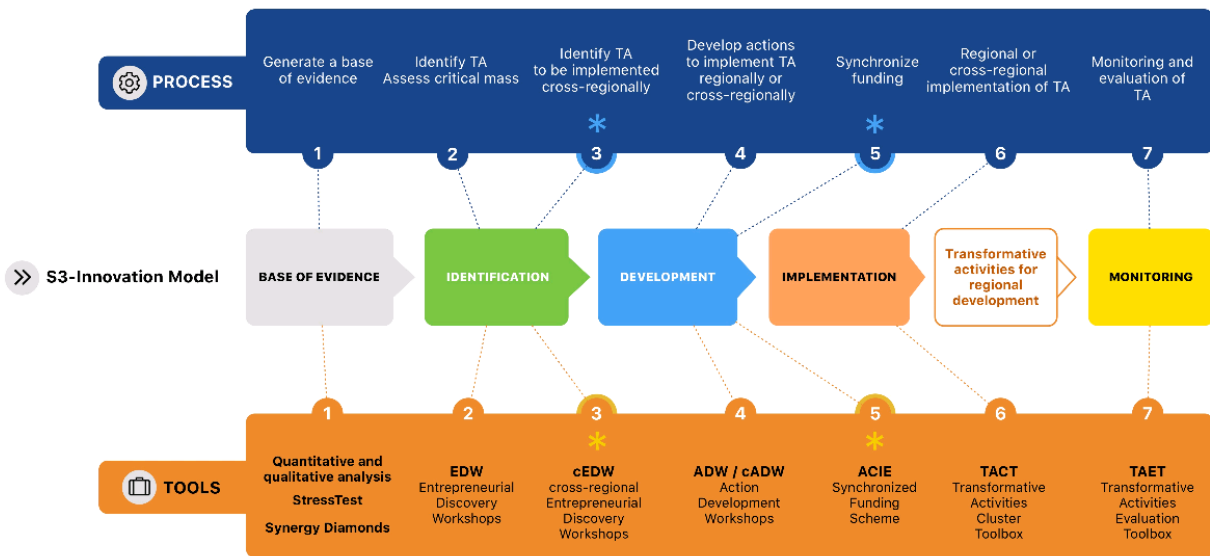 PROCESS
Generate a base
of evidence
1
Identify TA
Assess critical mass
2
Identify TA
to be implemented
cross-regionally
*
3
Develop actions
to implement TA
regionally or
cross-regionally
4
Synchronize
funding
*
5
Regional or
cross-regional
implementation of TA
6
Monitoring and
evaluation of
TA
7
S3-Innovation Model
BASE OF EVIDENCE
IDENTIFICATION
DEVELOPMENT
IMPLEMENTATION
Transformative
activities for
regional
development
MONITORING
TOOLS
1
Quantitative and
qualitative analysis
StressTest
Synergy Diamonds
2
EDW
Entrepreneurial
Discovery
Workshops
3
*
cEDW
cross-regional
Entrepreneurial
Discovery
Workshops
4
ADW / cADW
Action
Development
Workshops
5
*
ACIE
Synchronized
Funding
Scheme
6
TACT
Transformative
Activities
Cluster
Toolbox
7
TAET
Transformative
Activities
Evaluation
Toolbox